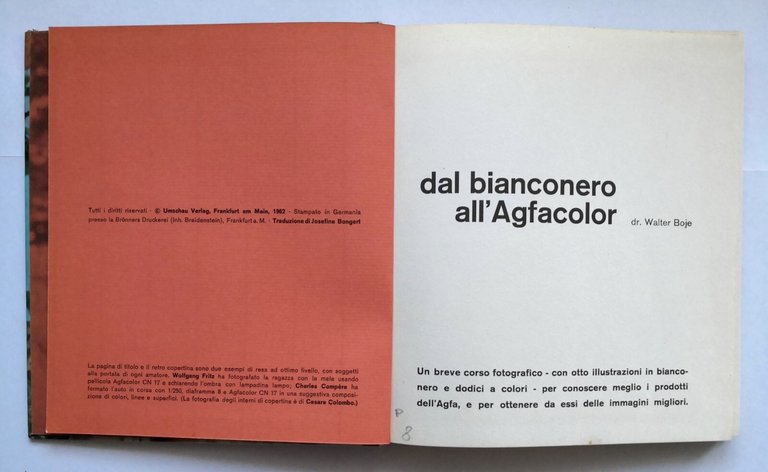 Tutti i diritti riservati · © Umschau Verlag, Frankfurt am Main, 1962 · Stampato in Germania
presso la Brönners Druckerei (Inh. Breidenstein), Frankfurt a. M. · Traduzione di Josefine Bongert
La pagina di titolo e il retro copertina sono due esempi di resa ad ottimo livello, con soggetti
alla portata di ogni amatore. Wolfgang Fritz ha fotografato la ragazza con la mela usando
pellicola Agfacolor CN 17 e schiarendo l'ombra con lampadina lampo; Charles Compère ha
fermato l'auto in corsa con 1/250, diaframma 8 e Agfacolor CN 17 in una suggestiva composi-
zione di colori, linee e superfici. (La fotografia degli interni di copertina è di Cesare Colombo.)
dal bianconero
all'Agfacolor dr. Walter Boje
Un breve corso fotografico - con otto illustrazioni in bianco-
nero e dodici a colori - per conoscere meglio i prodotti
dell'Agfa, e per ottenere da essi delle immagini migliori.
P
8